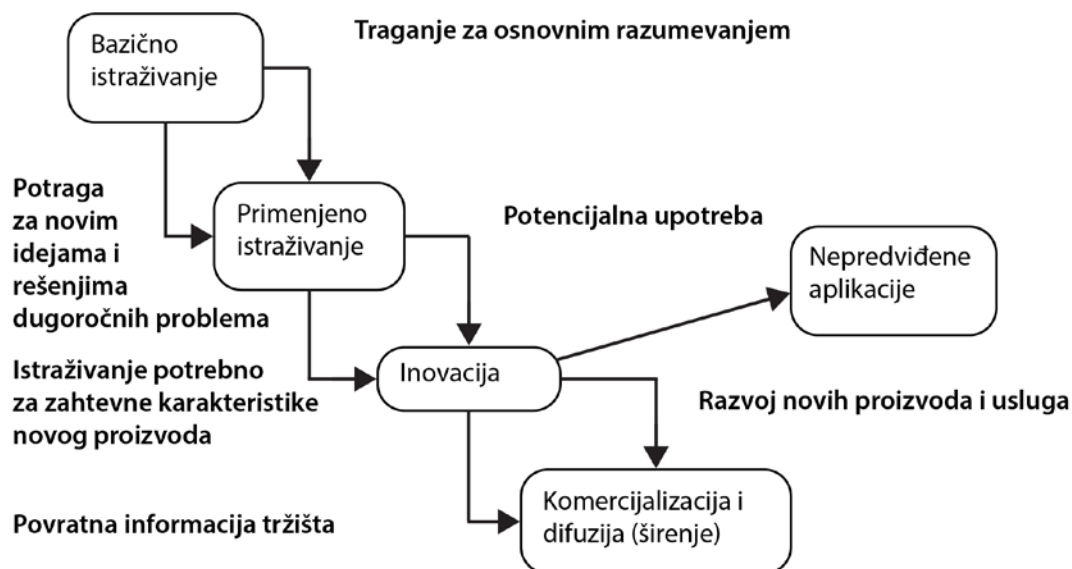 Traganje za osnovnim razumevanjem
Bazično
istraživanje
Potraga
za novim
idejama i
rešenjima
dugoročnih problema
Primenjeno
istraživanje
Potencijalna upotreba
Nepredviđene
aplikacije
Istraživanje potrebno
za zahtevne karakteristike
novog proizvoda
Inovacija
Razvoj novih proizvoda i usluga
Povratna informacija tržišta
Komercijalizacija i
difuzija (širenje)